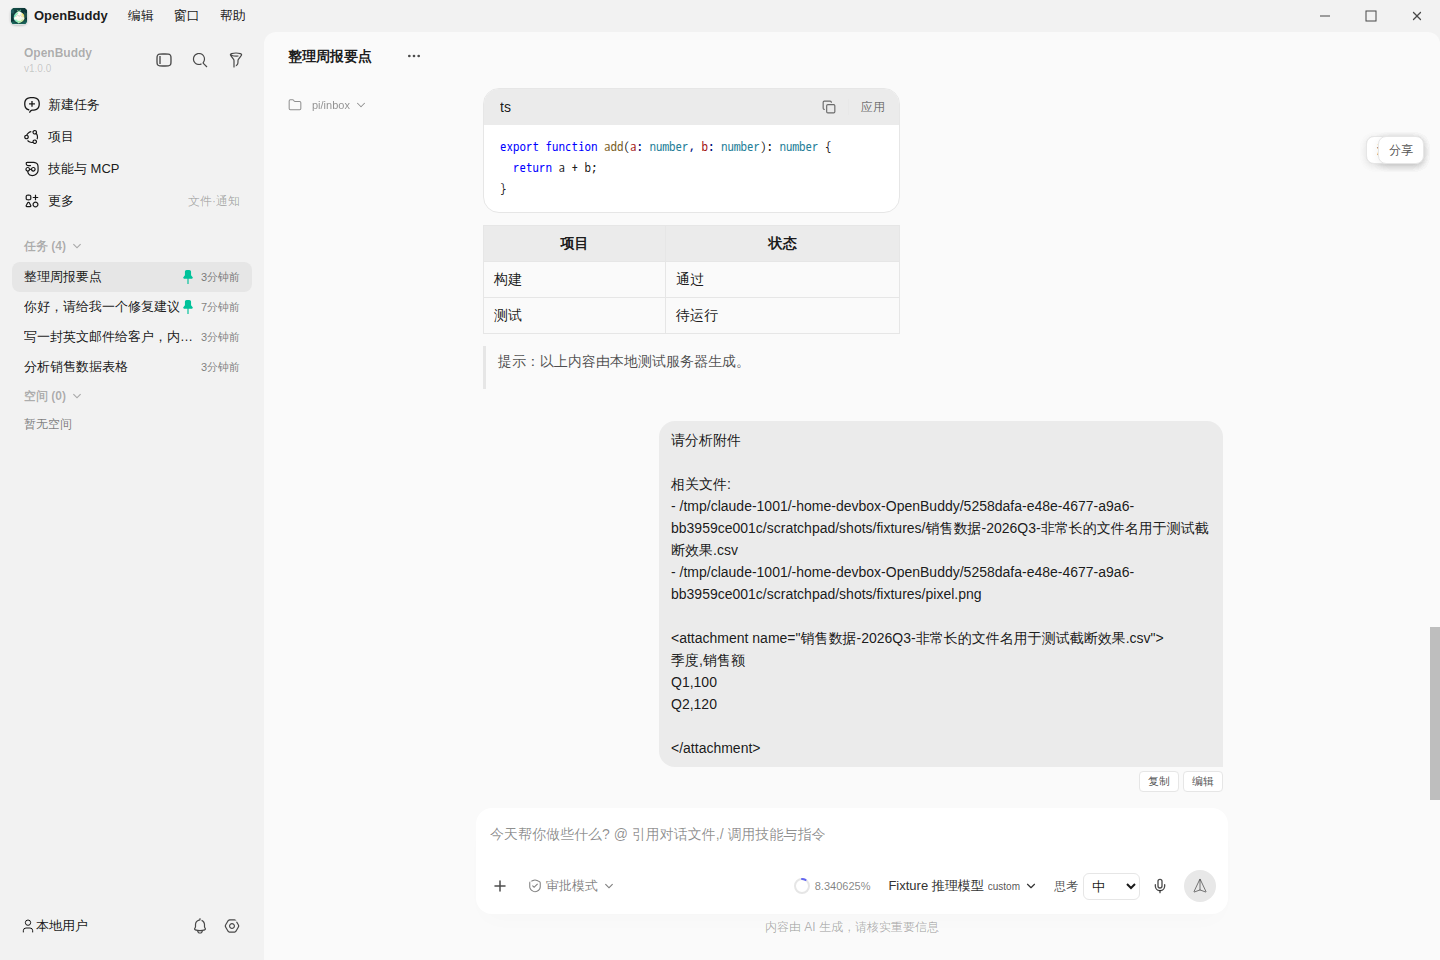 OpenBuddy 编辑 窗口 帮助
OpenBuddy
v1.0.0
新建任务
项目
技能与 MCP
更多 文件·通知
任务 (4)
整理周报要点 3分钟前
你好，请给我一个修复建议 7分钟前
写一封英文邮件给客户，内… 3分钟前
分析销售数据表格 3分钟前
空间 (0)
暂无空间
本地用户
整理周报要点
pi/inbox
ts 应用
export function add(a: number, b: number): number {
  return a + b;
}
项目 状态
构建 通过
测试 待运行
提示：以上内容由本地测试服务器生成。
分享
请分析附件
相关文件:
- /tmp/claude-1001/-home-devbox-OpenBuddy/5258dafa-e48e-4677-a9a6-
bb3959ce001c/scratchpad/shots/fixtures/销售数据-2026Q3-非常长的文件名用于测试截
断效果.csv
- /tmp/claude-1001/-home-devbox-OpenBuddy/5258dafa-e48e-4677-a9a6-
bb3959ce001c/scratchpad/shots/fixtures/pixel.png
<attachment name="销售数据-2026Q3-非常长的文件名用于测试截断效果.csv">
季度,销售额
Q1,100
Q2,120
</attachment>
复制 编辑
今天帮你做些什么? @ 引用对话文件,/ 调用技能与指令
审批模式 8.340625% Fixture 推理模型 custom 思考 中
内容由 AI 生成，请核实重要信息